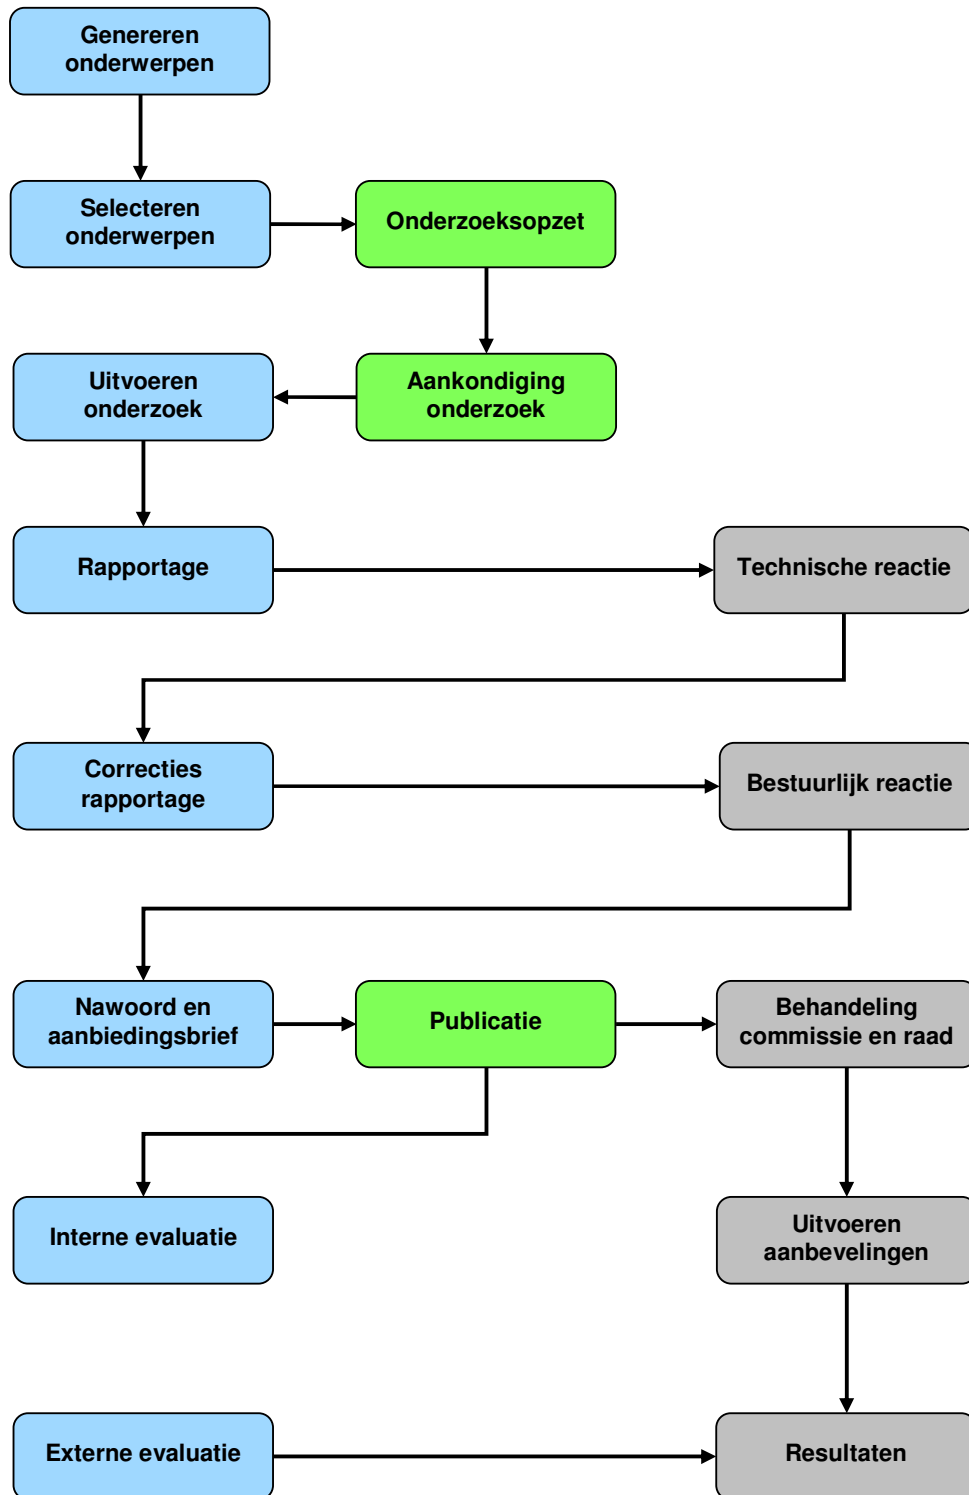 Genereren
onderwerpen
Selecteren
onderwerpen
Onderzoeksopzet
Uitvoeren
onderzoek
Aankondiging
onderzoek
Rapportage
Technische reactie
Correcties
rapportage
Bestuurlijk reactie
Nawoord en
aanbiedingsbrief
Publicatie
Behandeling
commissie en raad
Interne evaluatie
Uitvoeren
aanbevelingen
Externe evaluatie
Resultaten